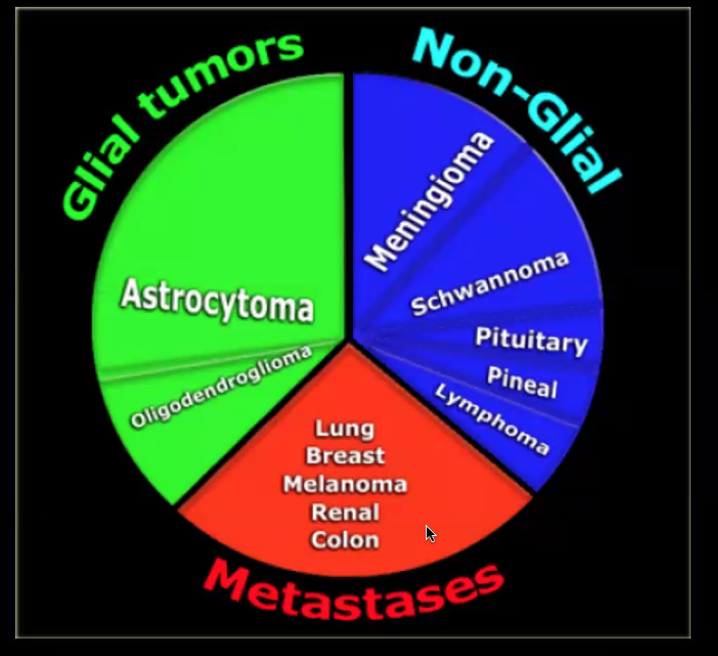 Glial tumors
Non-Glial
Astrocytoma
Oligodendroglioma
Meningioma
Schwannoma
Pituitary
Pineal
Lymphoma
Lung
Breast
Melanoma
Renal
Colon
Metastases